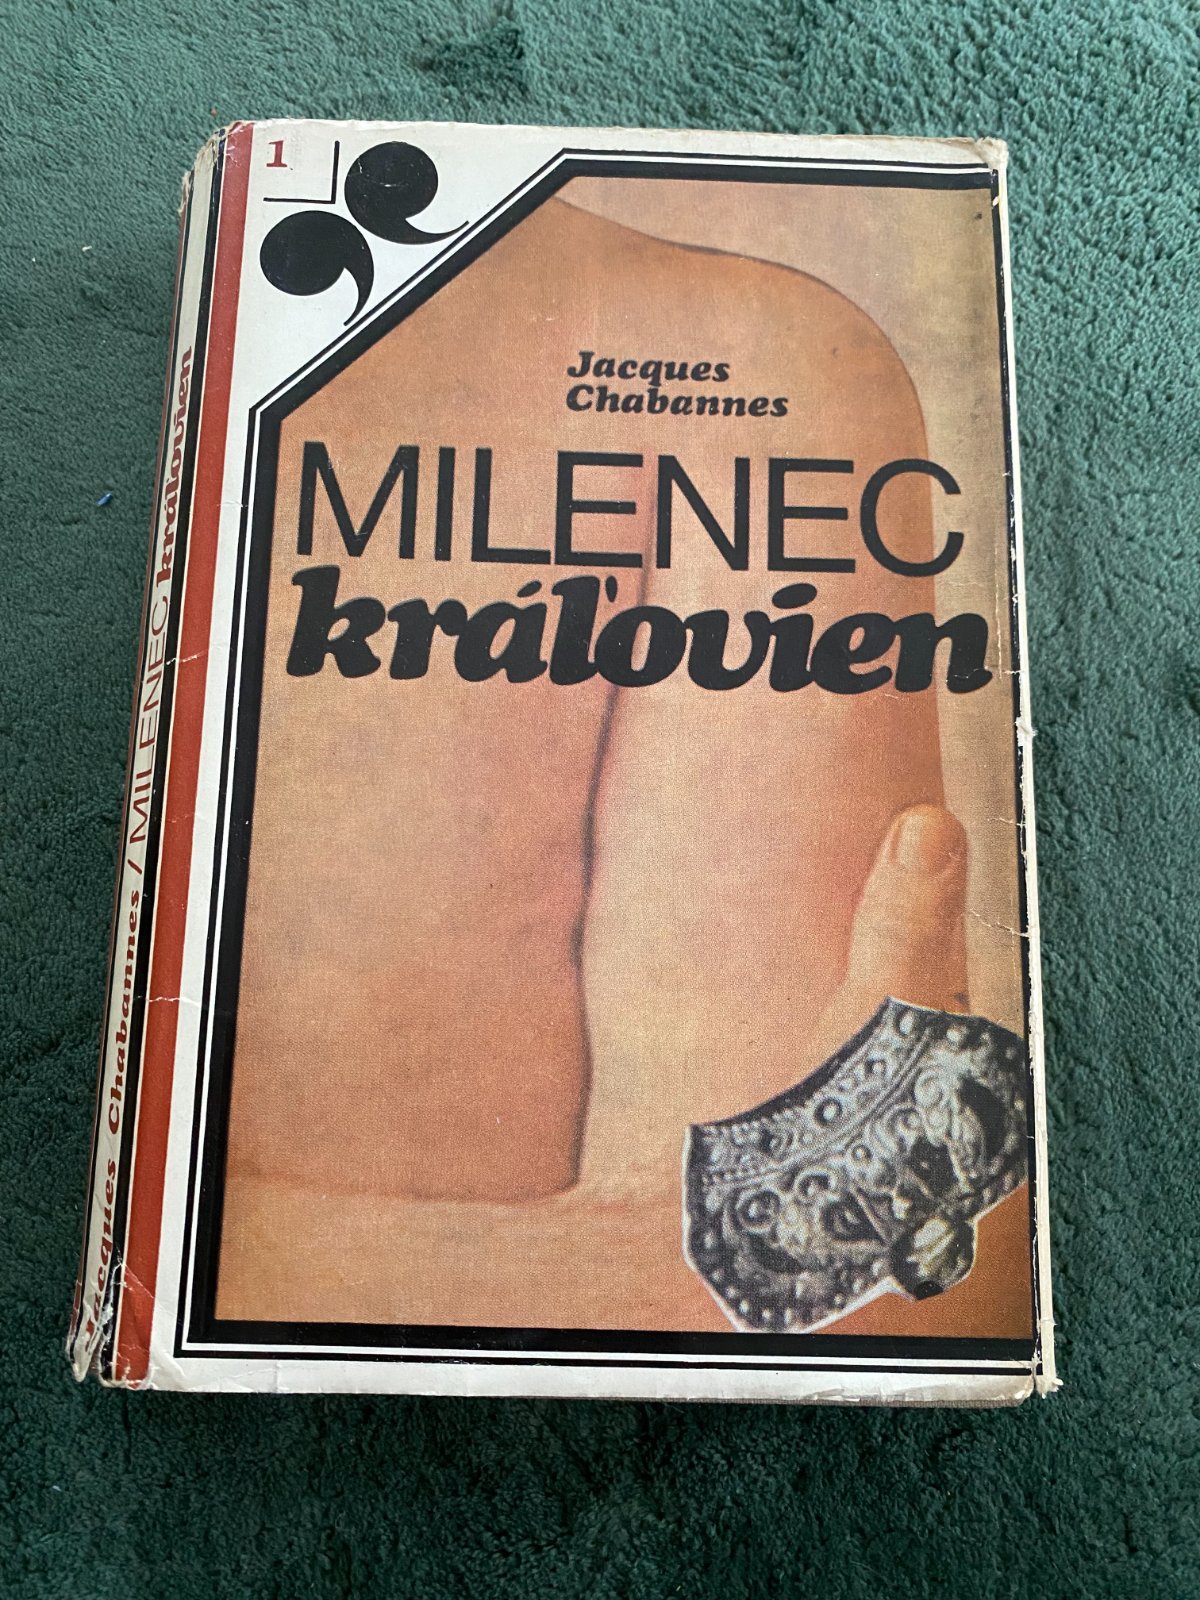 1
Jacques
Chabannes
MILENEC
kráľovien
Jacques Chabannes / MILENEC kráľovien